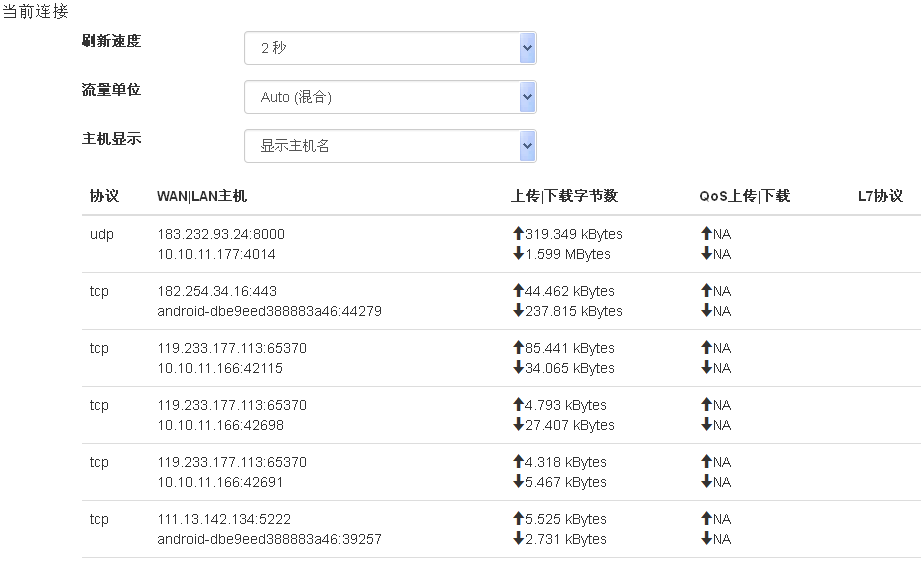 当前连接
刷新速度 2 秒
流量单位 Auto (混合)
主机显示 显示主机名
协议 WAN|LAN主机 上传|下载字节数 QoS上传|下载 L7协议
udp 183.232.93.24:8000 ⬆319.349 kBytes ⬆NA
10.10.11.177:4014 ⬇1.599 MBytes ⬇NA
tcp 182.254.34.16:443 ⬆44.462 kBytes ⬆NA
android-dbe9eed388883a46:44279 ⬇237.815 kBytes ⬇NA
tcp 119.233.177.113:65370 ⬆85.441 kBytes ⬆NA
10.10.11.166:42115 ⬇34.065 kBytes ⬇NA
tcp 119.233.177.113:65370 ⬆4.793 kBytes ⬆NA
10.10.11.166:42698 ⬇27.407 kBytes ⬇NA
tcp 119.233.177.113:65370 ⬆4.318 kBytes ⬆NA
10.10.11.166:42691 ⬇5.467 kBytes ⬇NA
tcp 111.13.142.134:5222 ⬆5.525 kBytes ⬆NA
android-dbe9eed388883a46:39257 ⬇2.731 kBytes ⬇NA